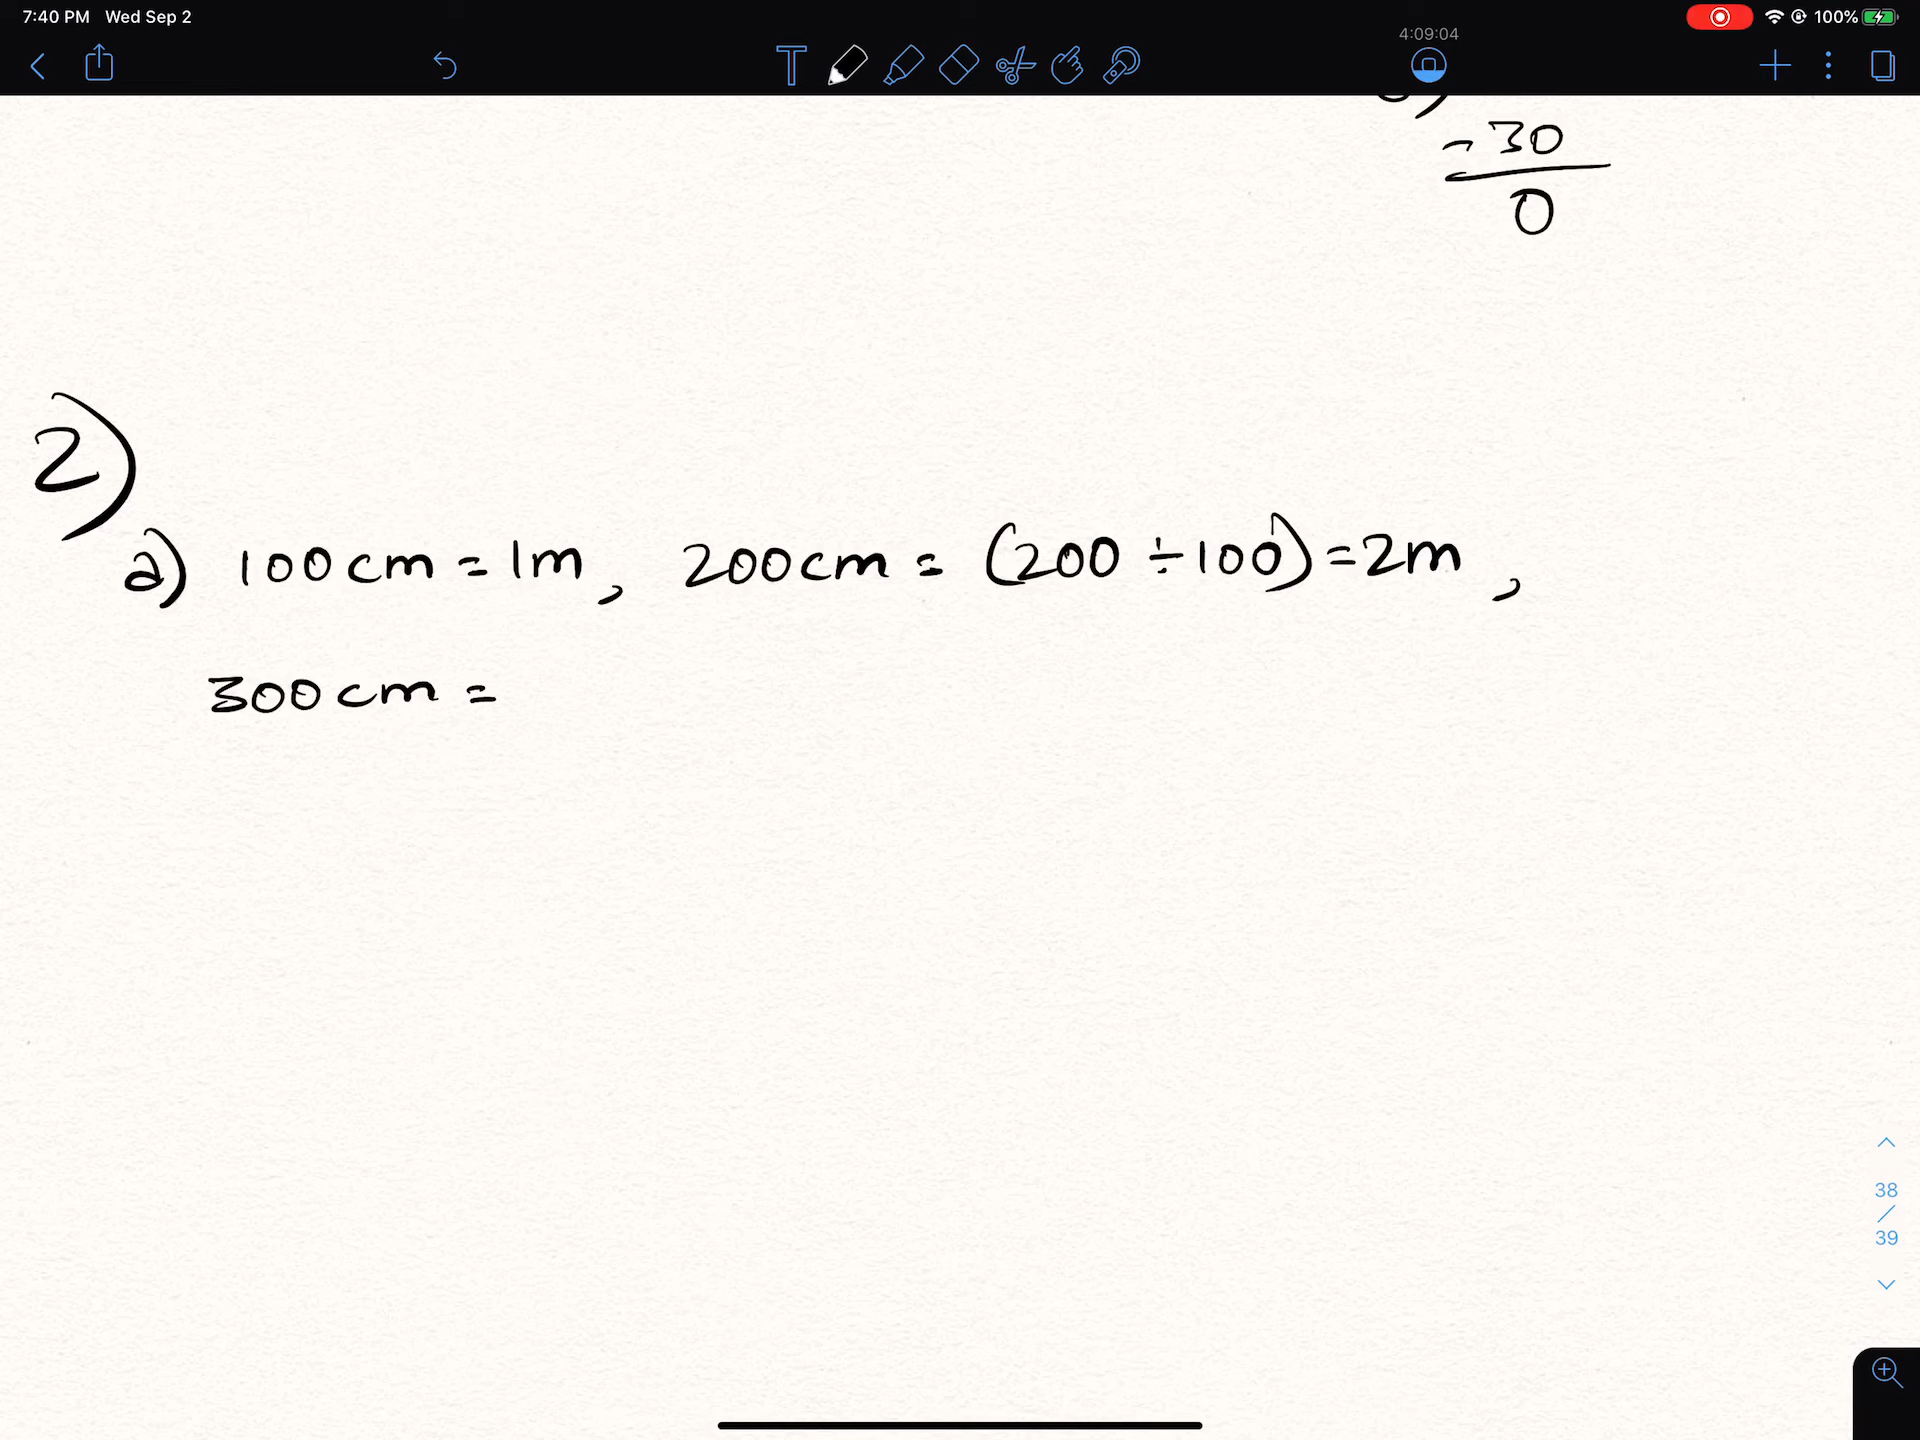 7:40 PM Wed Sep 2
100%
4:09:04
- 30
0
2)
a) 100cm = 1m, 200cm = (200 ÷ 100) = 2m,
300cm =
38
/
39